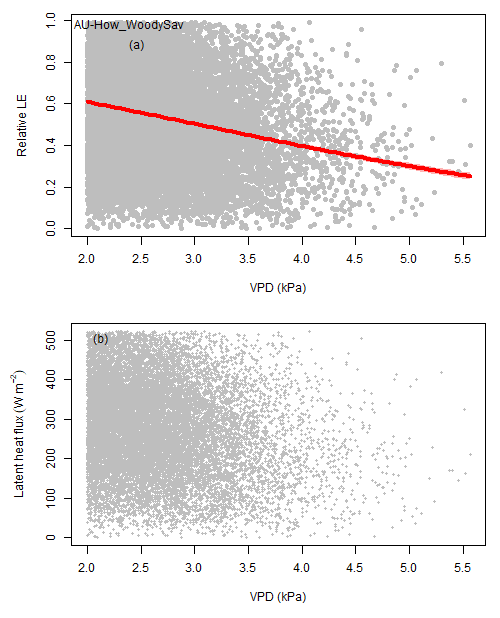 AU-How_WoodySav
(a)
Relative LE
0.0 0.2 0.4 0.6 0.8 1.0
2.0 2.5 3.0 3.5 4.0 4.5 5.0 5.5
VPD (kPa)
(b)
Latent heat flux (W m⁻²)
0 100 200 300 400 500
2.0 2.5 3.0 3.5 4.0 4.5 5.0 5.5
VPD (kPa)